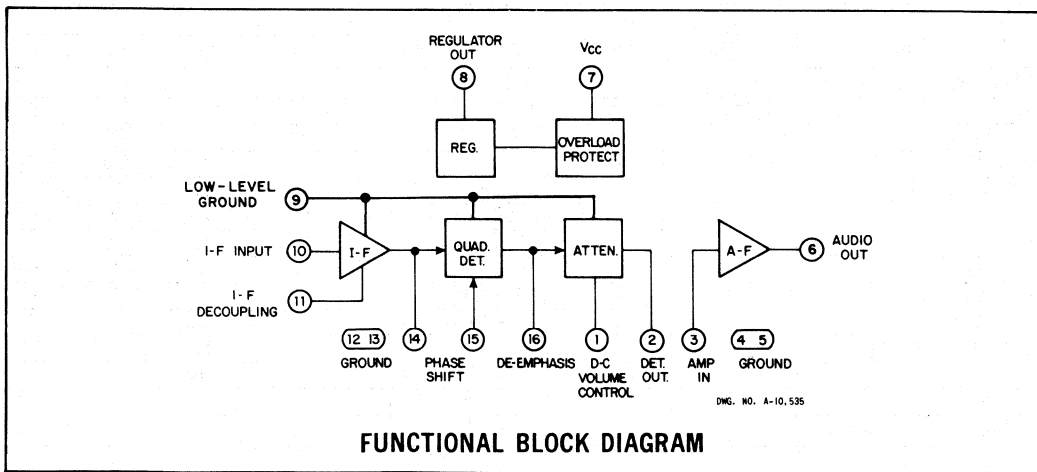 REGULATOR
OUT
8
VCC
7
REG.
OVERLOAD
PROTECT
LOW-LEVEL
GROUND
9
I-F INPUT
10
I-F
QUAD.
DET.
ATTEN.
A-F
6
AUDIO
OUT
I-F
DECOUPLING
11
12 13
14
15
16
1
2
3
4 5
GROUND
PHASE
SHIFT
DE-EMPHASIS
D-C
VOLUME
CONTROL
DET.
OUT.
AMP
IN
GROUND
DWG. NO. A-10,535
FUNCTIONAL BLOCK DIAGRAM